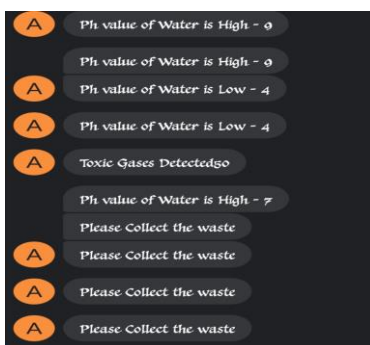 A
Ph value of Water is High - 9
Ph value of Water is High - 9
A
Ph value of Water is Low - 4
A
Ph value of Water is Low - 4
A
Toxic Gases Detected50
Ph value of Water is High - 7
Please Collect the waste
A
Please Collect the waste
A
Please Collect the waste
A
Please Collect the waste